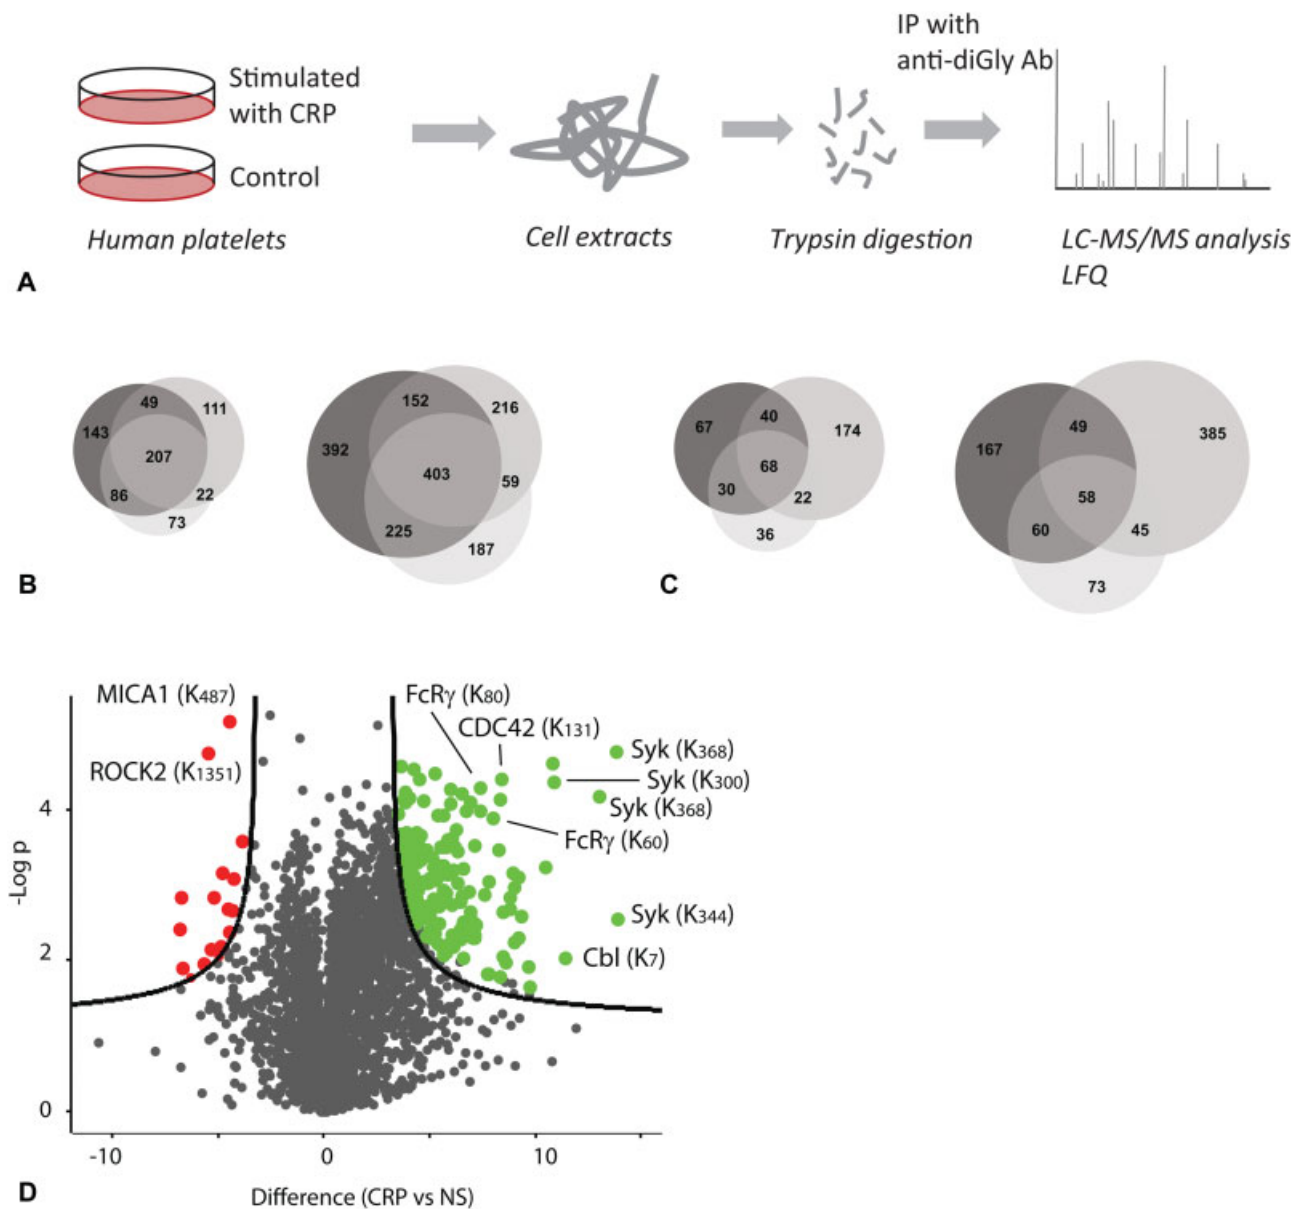 IP with
anti-diGly Ab
Stimulated
with CRP
Control
Human platelets
Cell extracts
Trypsin digestion
LC-MS/MS analysis
LFQ
A
49
111
143
207
86
22
73
152
216
392
403
59
225
187
B
67
40
174
68
30
22
36
167
49
385
58
60
45
73
C
MICA1 (K487)
ROCK2 (K1351)
FcRγ (K80)
CDC42 (K131)
Syk (K368)
Syk (K300)
Syk (K368)
FcRγ (K60)
Syk (K344)
Cbl (K7)
-Log p
4
2
0
-10
0
10
Difference (CRP vs NS)
D